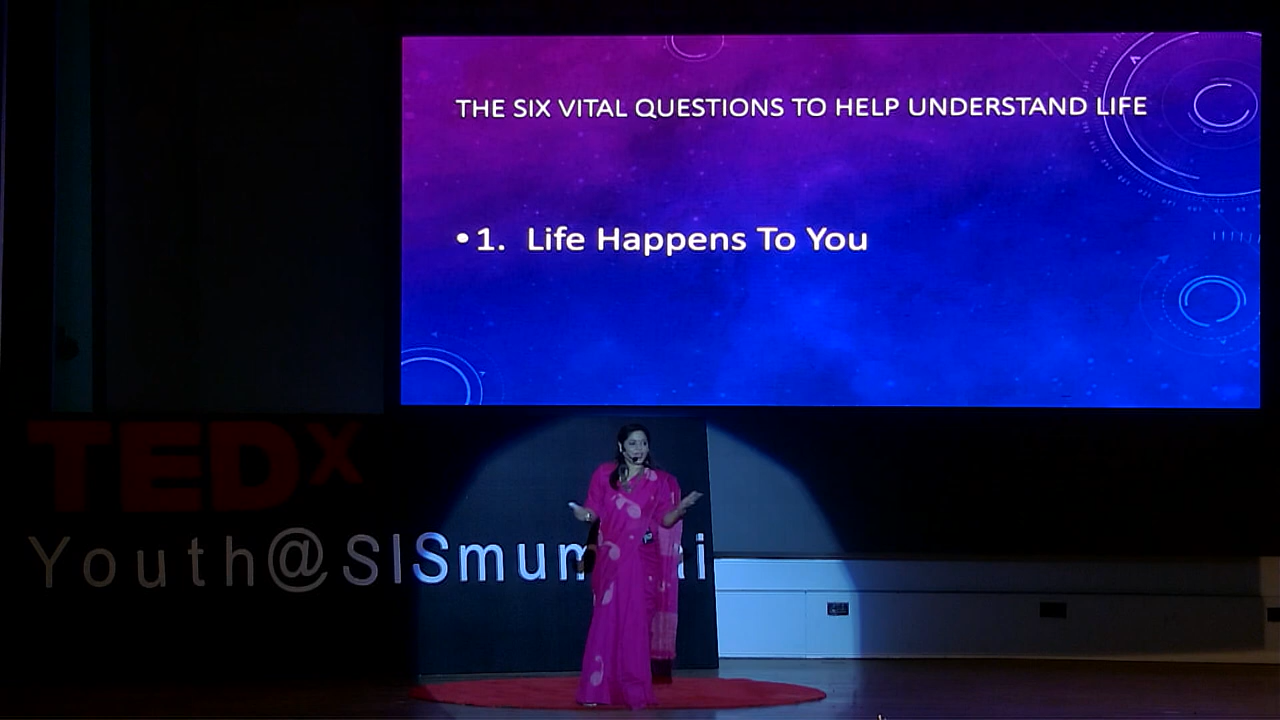 THE SIX VITAL QUESTIONS TO HELP UNDERSTAND LIFE
• 1. Life Happens To You
TEDx
Youth@SISmumbai